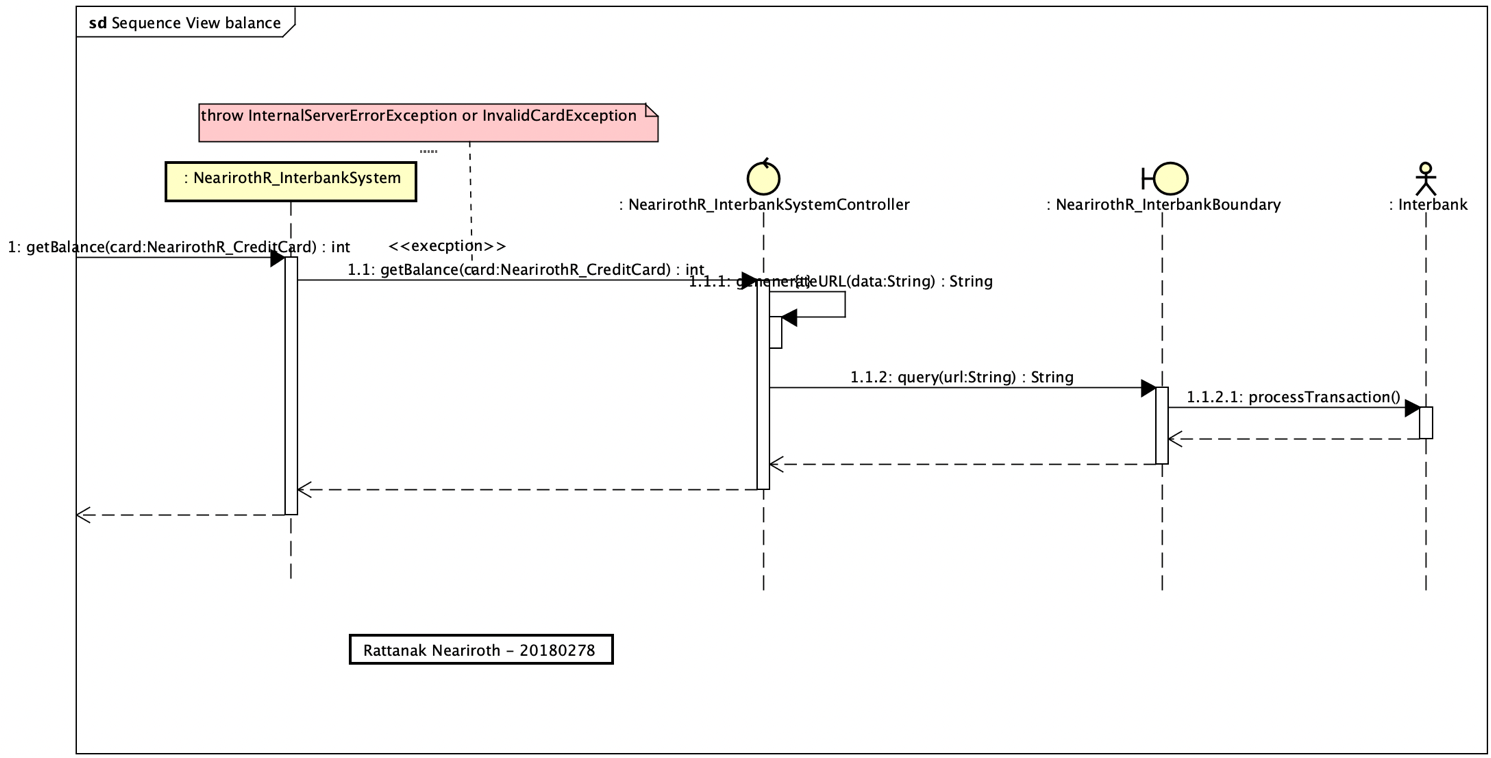 sd Sequence View balance
throw InternalServerErrorException or InvalidCardException
: NearirothR_InterbankSystem
: NearirothR_InterbankSystemController
: NearirothR_InterbankBoundary
: Interbank
1: getBalance(card:NearirothR_CreditCard) : int
<<execption>>
1.1: getBalance(card:NearirothR_CreditCard) : int
1.1.1: genenerateURL(data:String) : String
1.1.2: query(url:String) : String
1.1.2.1: processTransaction()
Rattanak Neariroth - 20180278